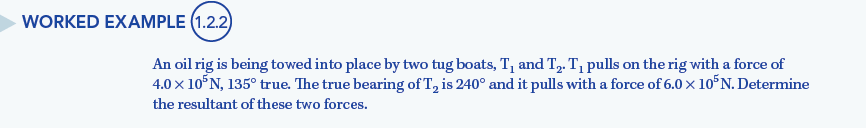 WORKED EXAMPLE 1.2.2
An oil rig is being towed into place by two tug boats, T₁ and T₂. T₁ pulls on the rig with a force of
4.0 × 10⁵ N, 135° true. The true bearing of T₂ is 240° and it pulls with a force of 6.0 × 10⁵ N. Determine
the resultant of these two forces.